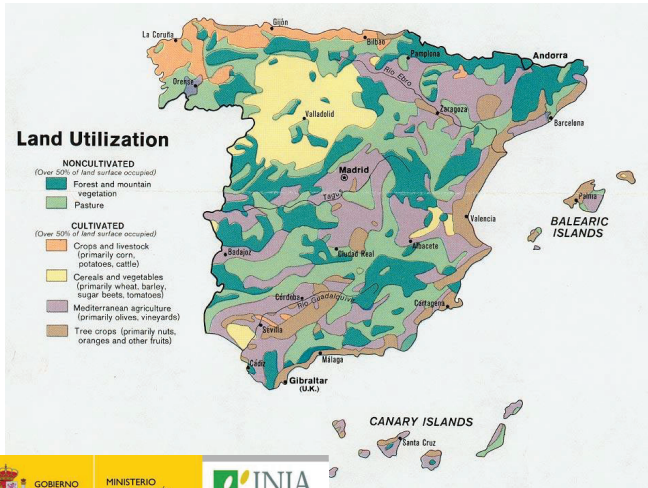 Gijón
La Coruña
Bilbao
Pamplona
Andorra
Orense
Rio Ebro
Zaragoza
Valladolid
Barcelona
Land Utilization
NONCULTIVATED
(Over 50% of land surface occupied)
Forest and mountain
vegetation
Pasture
CULTIVATED
(Over 50% of land surface occupied)
Crops and livestock
(primarily corn,
potatoes, cattle)
Cereals and vegetables
(primarily wheat, barley,
sugar beets, tomatoes)
Mediterranean agriculture
(primarily olives, vineyards)
Tree crops (primarily nuts,
oranges and other fruits)
Madrid
Tagus
Palma
Valencia
BALEARIC
ISLANDS
Badajoz
Ciudad Real
Albacete
Córdoba
Rio Guadalquivir
Cartagena
Sevilla
Cádiz
Málaga
Gibraltar
(U.K.)
CANARY ISLANDS
Santa Cruz
GOBIERNO
MINISTERIO
INIA